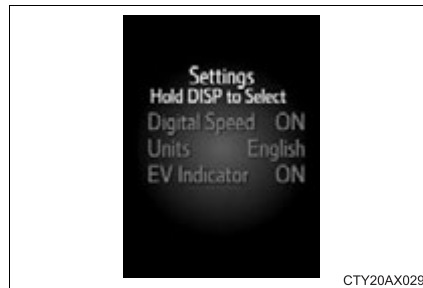 Settings
Hold DISP to Select
Digital Speed ON
Units English
EV Indicator ON
CTY20AX029